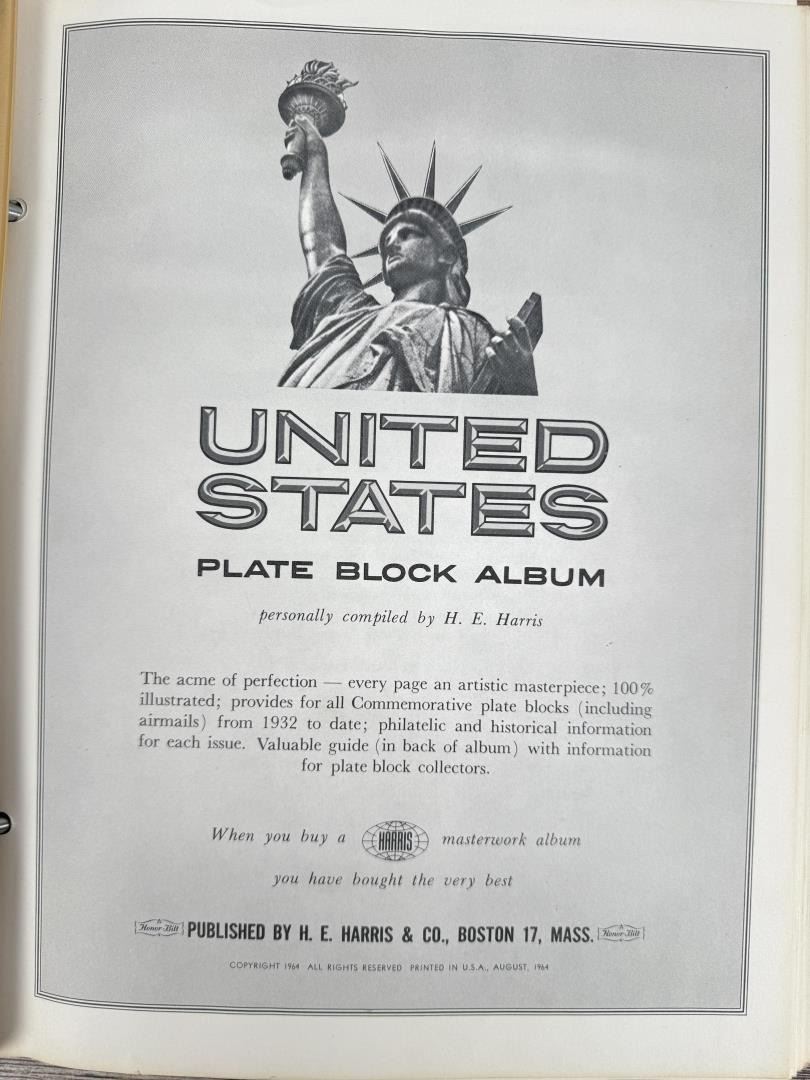 UNITED
STATES
PLATE BLOCK ALBUM
personally compiled by H. E. Harris
The acme of perfection — every page an artistic masterpiece; 100%
illustrated; provides for all Commemorative plate blocks (including
airmails) from 1932 to date; philatelic and historical information
for each issue. Valuable guide (in back of album) with information
for plate block collectors.
When you buy a HARRIS masterwork album
you have bought the very best
A Honor-Bilt PUBLISHED BY H. E. HARRIS & CO., BOSTON 17, MASS. A Honor-Bilt
COPYRIGHT 1964 ALL RIGHTS RESERVED PRINTED IN U.S.A., AUGUST, 1964